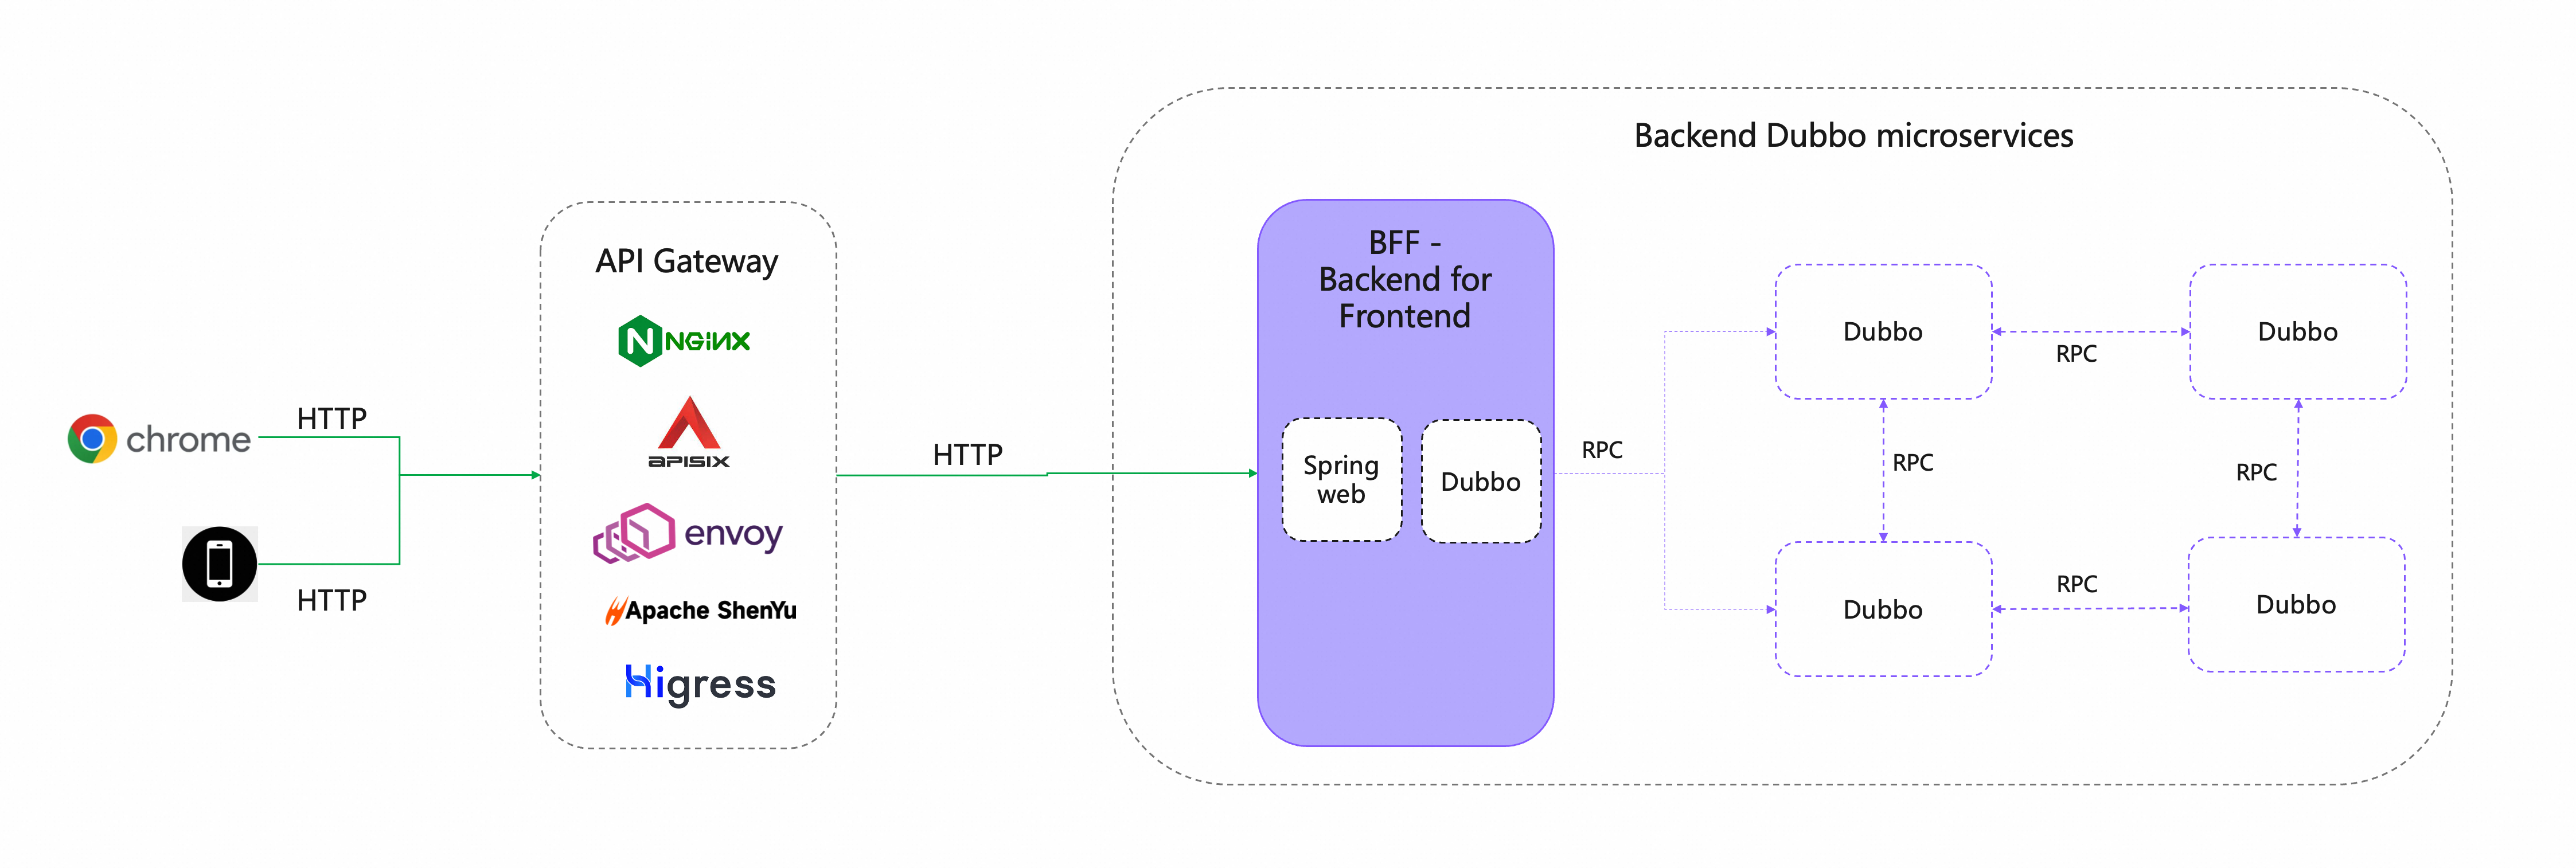 Backend Dubbo microservices
BFF -
Backend for
Frontend
API Gateway
NGiNX
APISIX
envoy
Apache ShenYu
Higress
chrome
HTTP
HTTP
HTTP
Spring
web
Dubbo
RPC
Dubbo
RPC
Dubbo
RPC
RPC
Dubbo
RPC
Dubbo